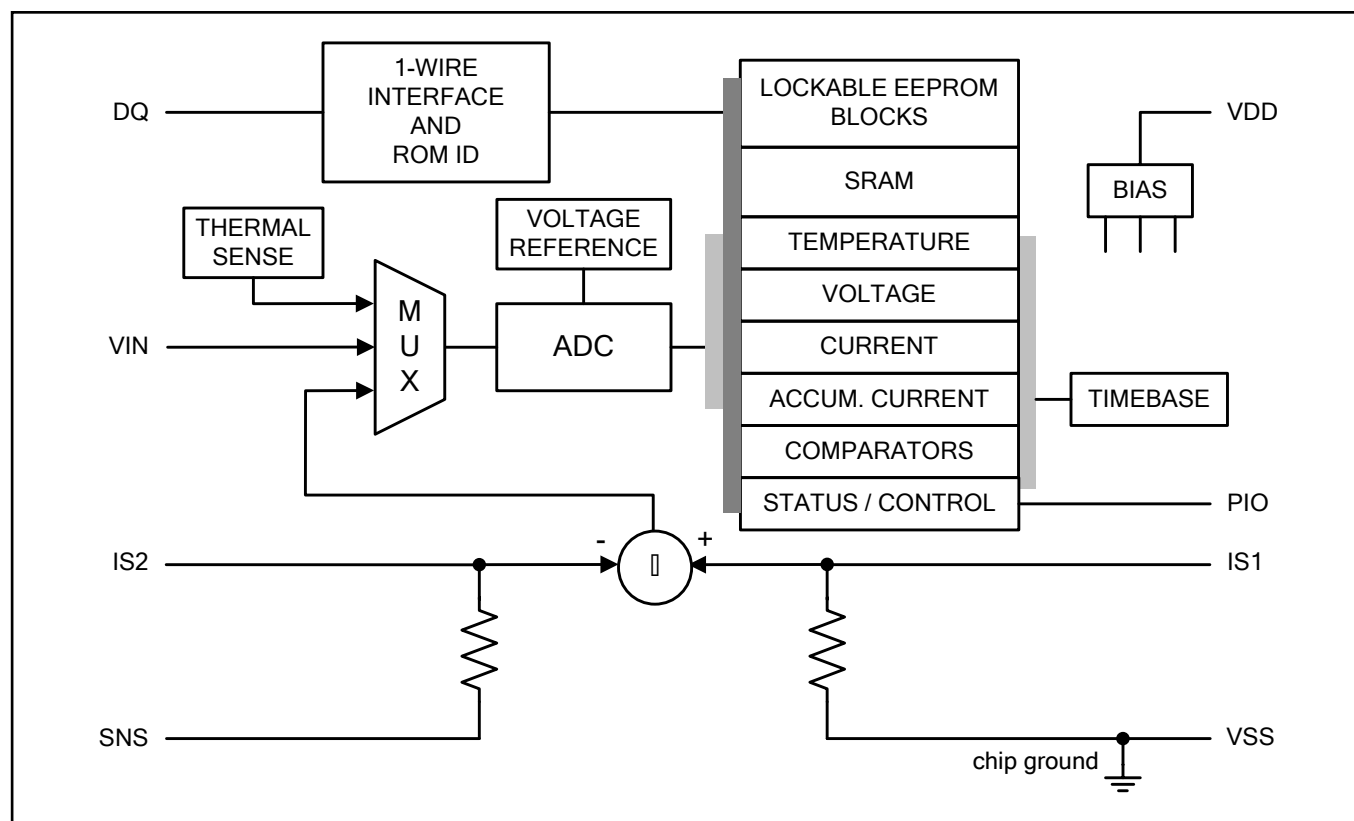 1-WIRE
INTERFACE
AND
ROM ID
DQ
LOCKABLE EEPROM
BLOCKS
VDD
SRAM
BIAS
THERMAL
SENSE
VOLTAGE
REFERENCE
TEMPERATURE
VOLTAGE
MUX
VIN
ADC
CURRENT
ACCUM. CURRENT
TIMEBASE
COMPARATORS
STATUS / CONTROL
PIO
IS2
-
+
IS1
SNS
VSS
chip ground